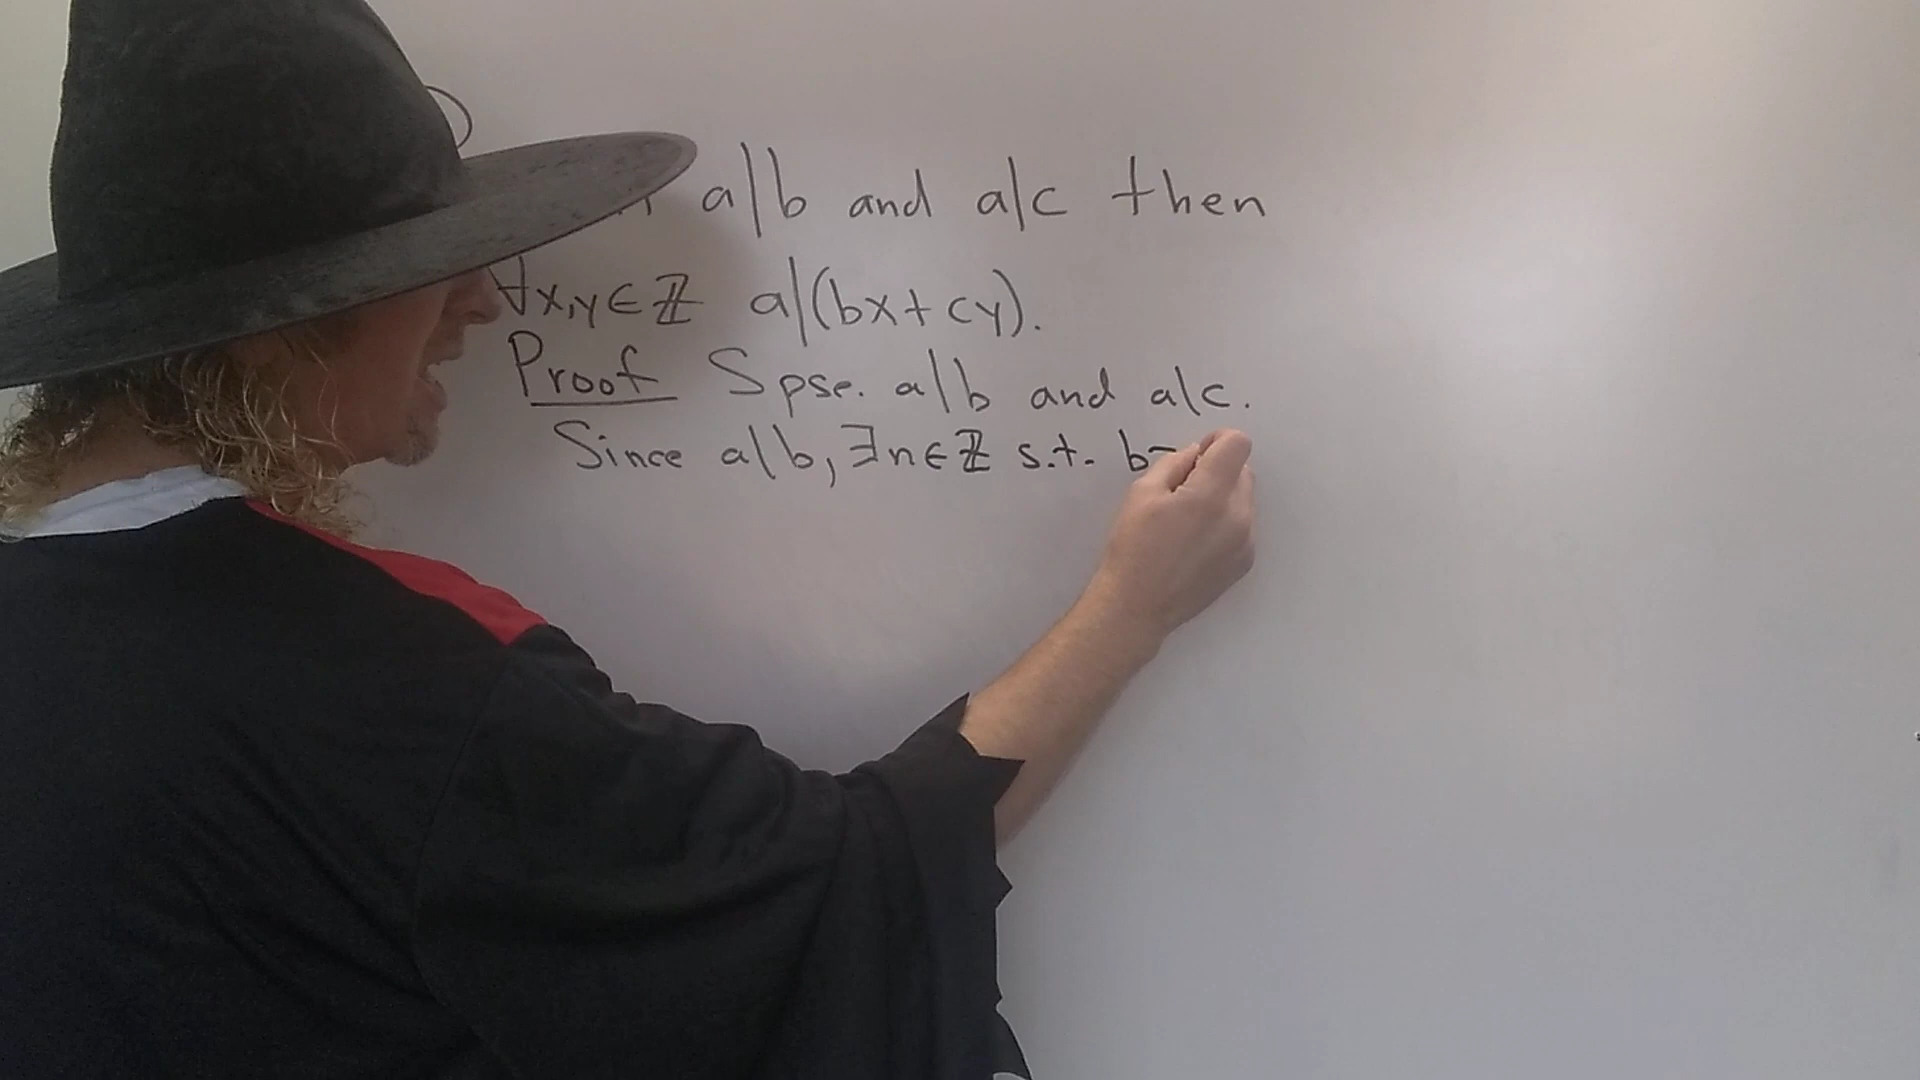 a|b and a|c then
∀x,y∈ℤ a|(bx+cy).
Proof Spse. a|b and a|c.
Since a|b, ∃n∈ℤ s.t. b=